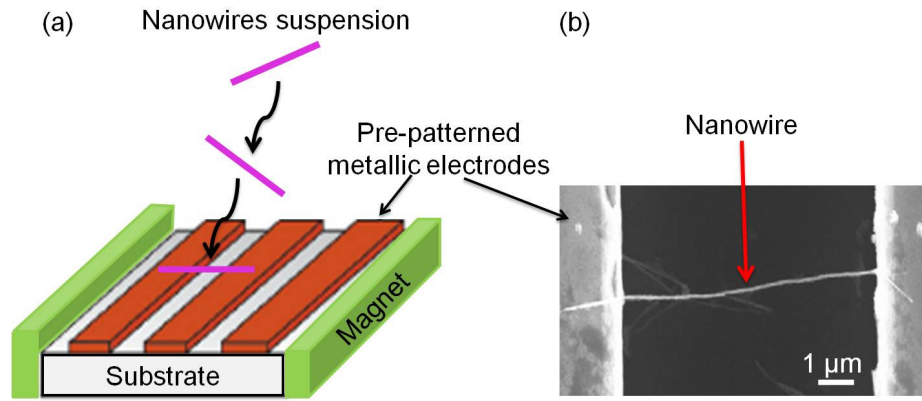 (a)
Nanowires suspension
Pre-patterned
metallic electrodes
Magnet
Substrate
(b)
Nanowire
1 µm